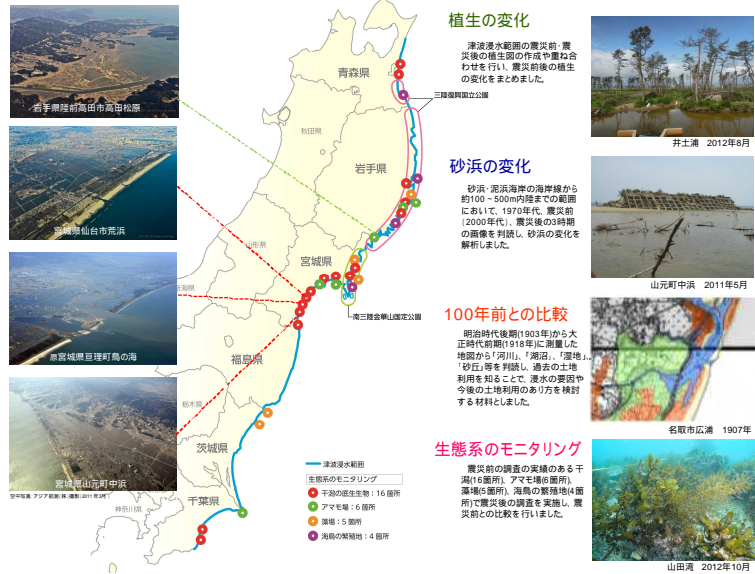 岩手県陸前高田市高田松原
宮城県仙台市荒浜
原宮城県亘理町鳥の海
宮城県山元町中浜
空中写真 アジア航測(株)撮影(2011年3月)
青森県
秋田県
岩手県
山形県
宮城県
新潟県
福島県
栃木県
茨城県
千葉県
神奈川県
三陸復興国立公園
南三陸金華山国定公園
津波浸水範囲
生態系のモニタリング
干潟の底生生物：16箇所
アマモ場：6箇所
藻場：5箇所
海鳥の繁殖地：4箇所
植生の変化
津波浸水範囲の震災前・震
災後の植生図の作成や重ね合
わせを行い、震災前後の植生
の変化をまとめました。
砂浜の変化
砂浜・泥浜海岸の海岸線から
約100～500m内陸までの範囲
において、1970年代、震災前
(2000年代)、震災後の3時期
の画像を判読し、砂浜の変化を
解析しました。
100年前との比較
明治時代後期(1903年)から大
正時代前期(1918年)に測量した
地図から「河川」、「湖沼」、「湿地」、
「砂丘」等を判読し、過去の土地
利用を知ることで、浸水の要因や
今後の土地利用のあり方を検討
する材料としました。
生態系のモニタリング
震災前の調査の実績のある干
潟(16箇所)、アマモ場(6箇所)、
藻場(5箇所)、海鳥の繁殖地(4箇
所)で震災後の調査を実施し、震
災前との比較を行いました。
井土浦　2012年8月
山元町中浜　2011年5月
名取市広浦　1907年
山田湾　2012年10月